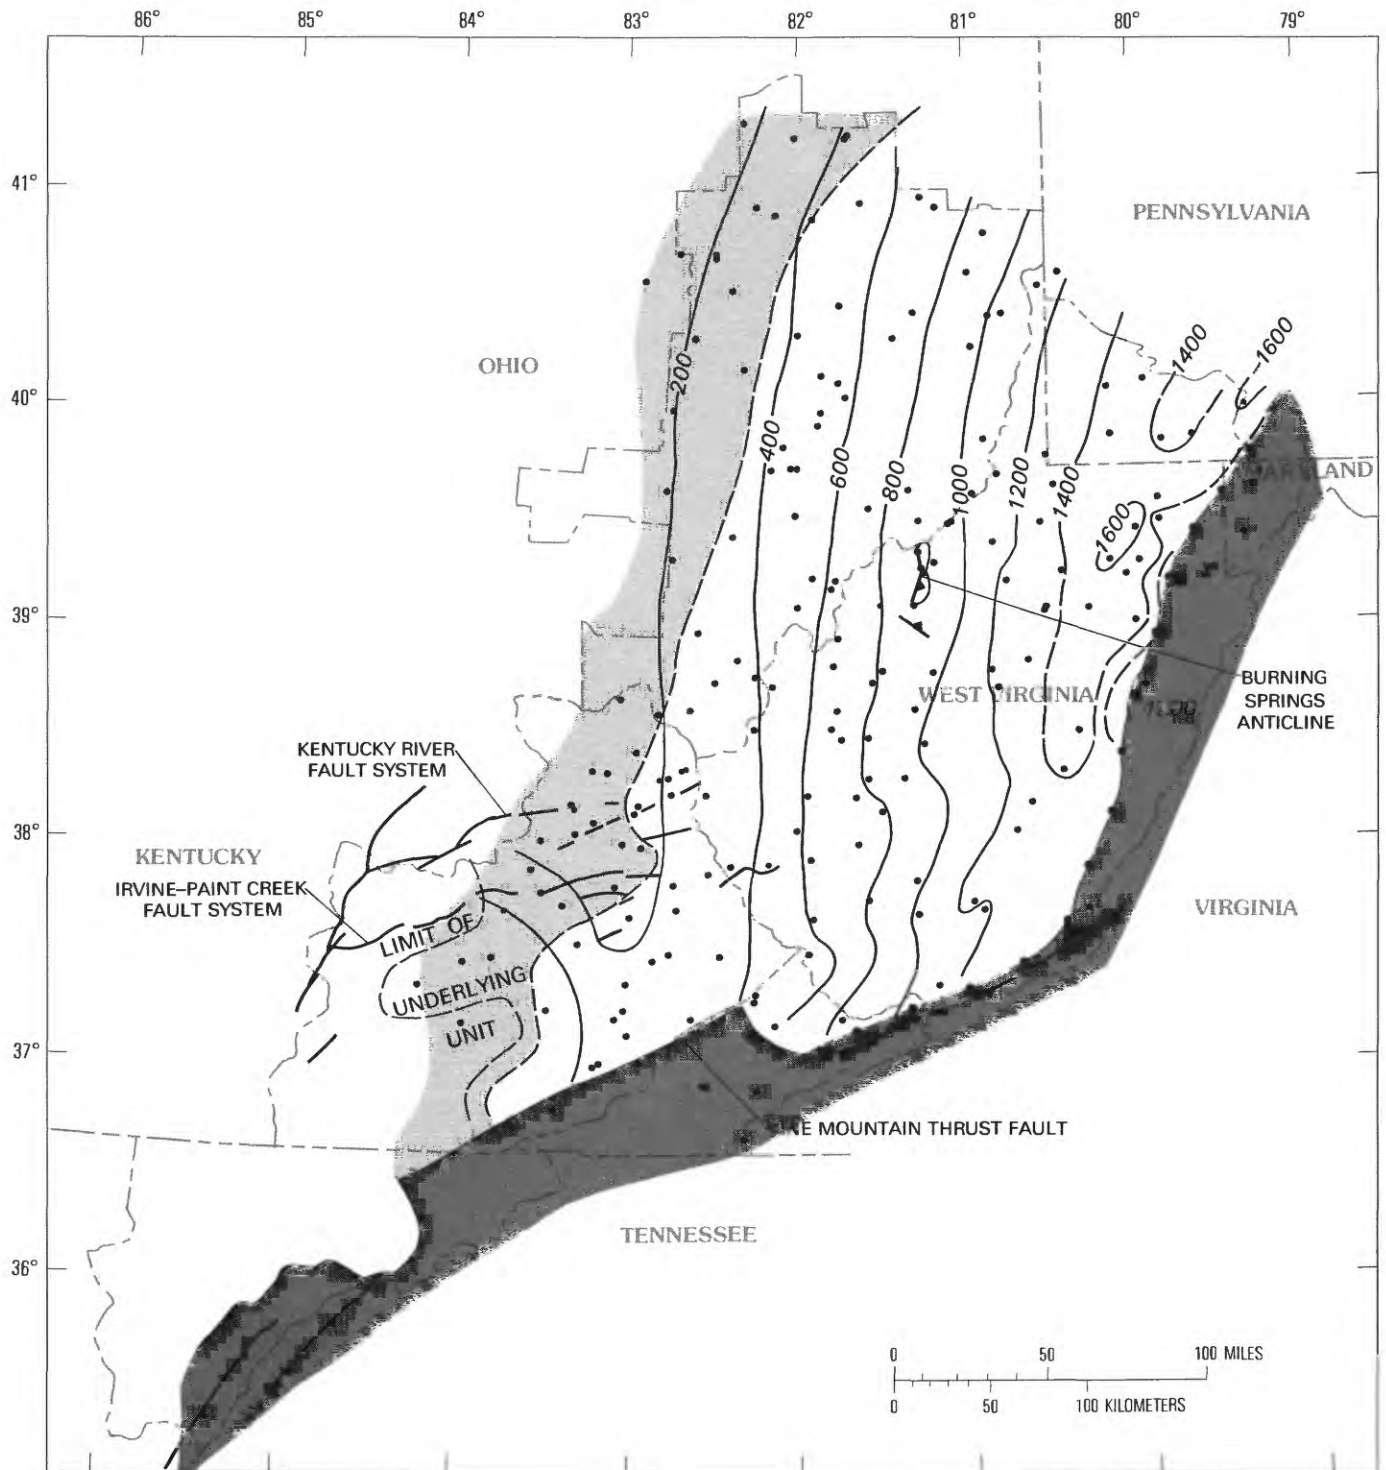 86° 85° 84° 83° 82° 81° 80° 79°
41°
PENNSYLVANIA
OHIO
1400
1600
200
40°
400
600
800
1000
1200
1400
1600
39°
WEST VIRGINIA
BURNING
SPRINGS
ANTICLINE
KENTUCKY RIVER
FAULT SYSTEM
38°
KENTUCKY
IRVINE–PAINT CREEK
FAULT SYSTEM
VIRGINIA
LIMIT OF
UNDERLYING
UNIT
37°
MOUNTAIN THRUST FAULT
TENNESSEE
36°
0 50 100 MILES
0 50 100 KILOMETERS